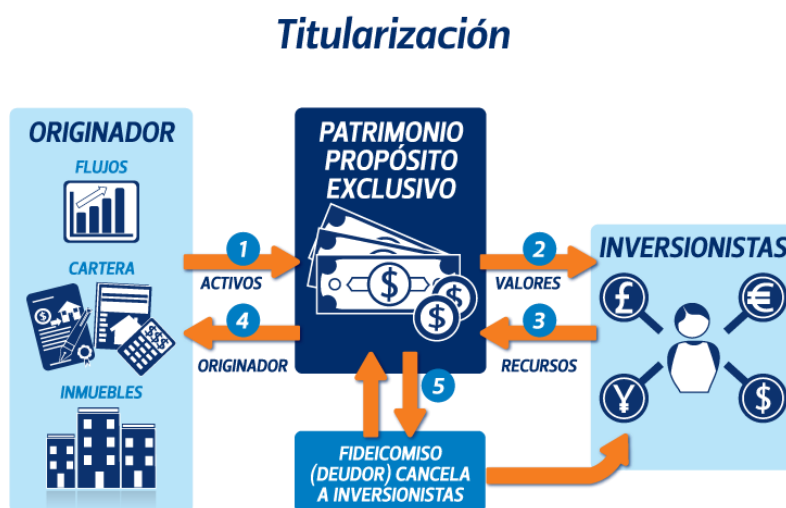 Titularización
ORIGINADOR
FLUJOS
CARTERA
$
$ $ $
INMUEBLES
1
ACTIVOS
4
ORIGINADOR
PATRIMONIO
PROPÓSITO
EXCLUSIVO
$
$
$
5
FIDEICOMISO
(DEUDOR) CANCELA
A INVERSIONISTAS
2
VALORES
3
RECURSOS
INVERSIONISTAS
£
€
¥
$